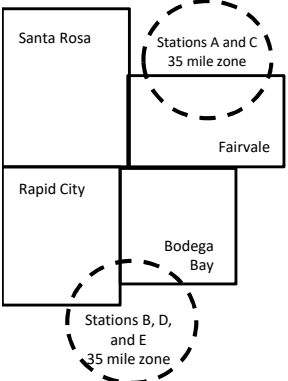 Santa Rosa
Stations A and C
35 mile zone
Fairvale
Rapid City
Bodega
Bay
Stations B, D,
and E
35 mile zone